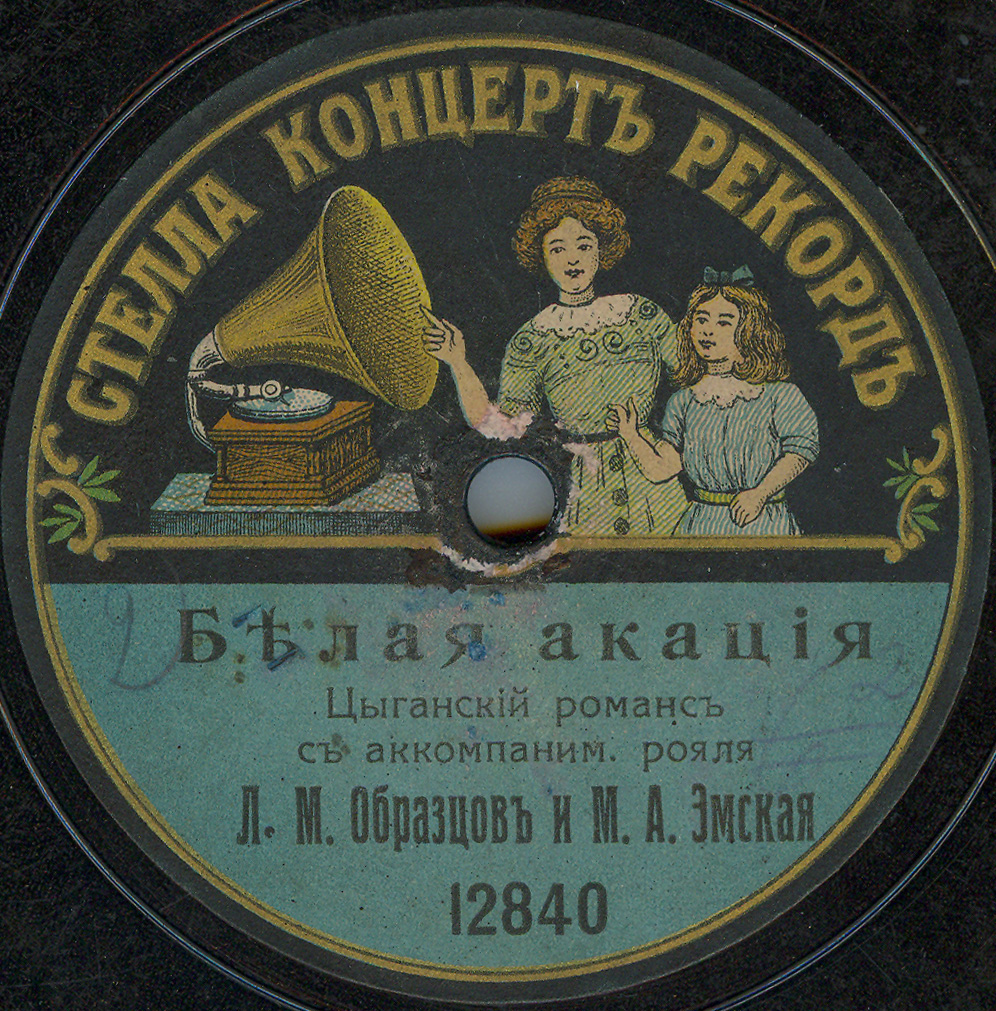 СТЕЛЛА КОНЦЕРТЪ РЕКОРДЪ
Бѣлая акація
Цыганскій романсъ
съ аккомпаним. рояля
Л. М. Образцовъ и М. А. Эмская
12840